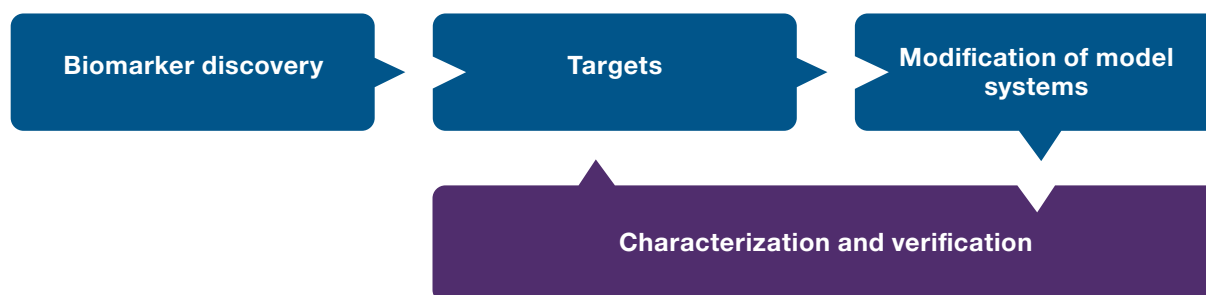 Biomarker discovery
Targets
Modification of model
systems
Characterization and verification